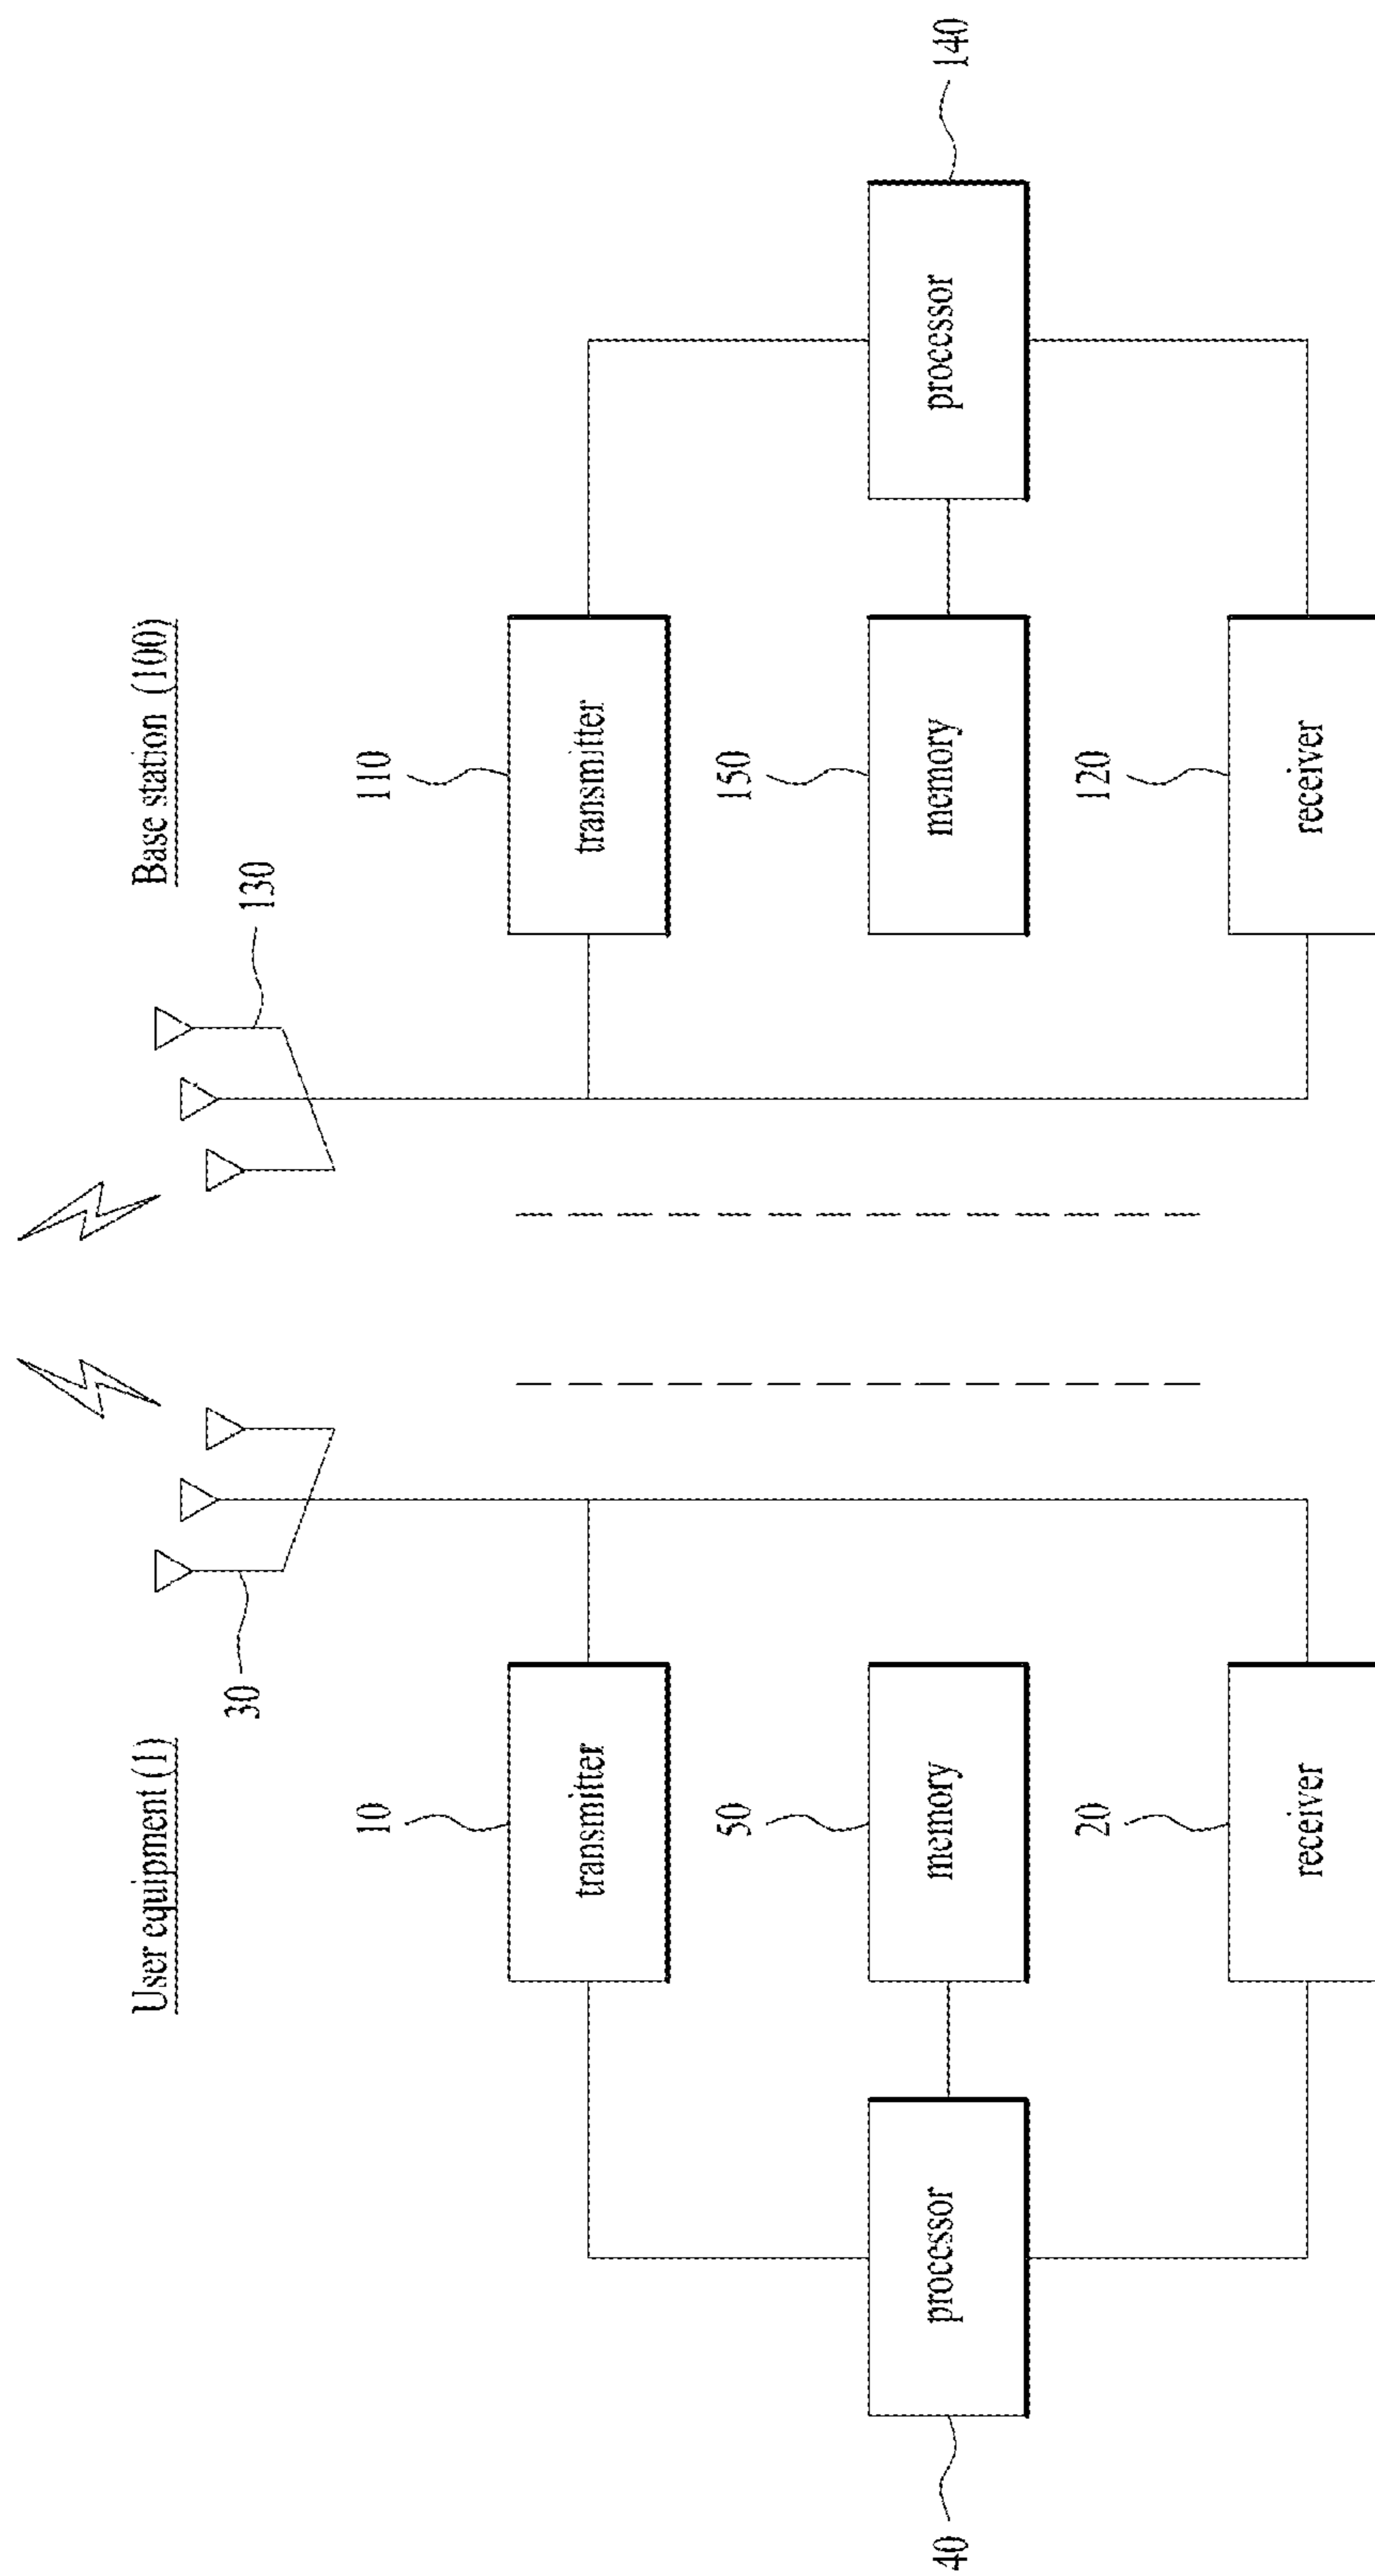 User equipment (1)
Base station (100)
30
130
10
110
transmitter
transmitter
50
150
40
processor
memory
memory
processor
140
20
120
receiver
receiver